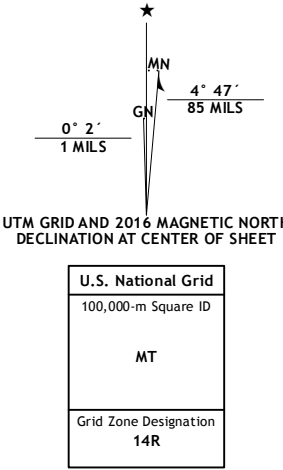 MN
4° 47´
85 MILS
GN
0° 2´
1 MILS
UTM GRID AND 2016 MAGNETIC NORTH
DECLINATION AT CENTER OF SHEET
U.S. National Grid
100,000-m Square ID
MT
Grid Zone Designation
14R